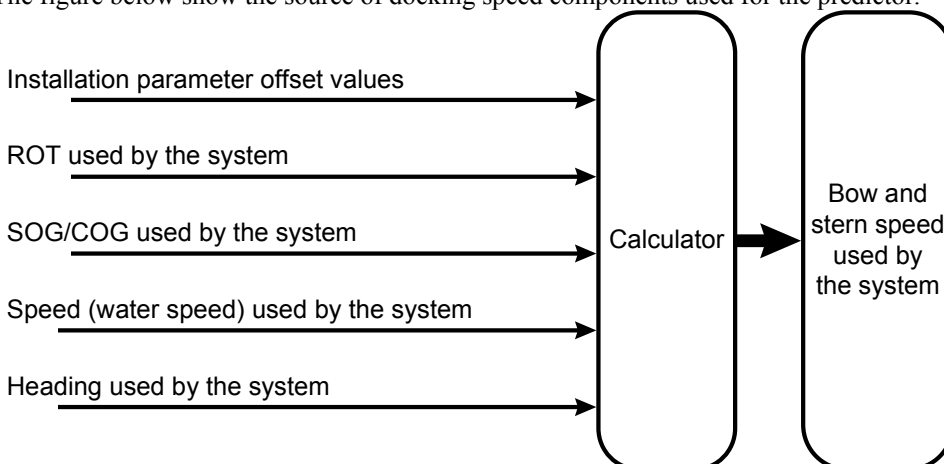 The figure below show the source of docking speed components used for the predictor.
Installation parameter offset values
ROT used by the system
SOG/COG used by the system
Speed (water speed) used by the system
Heading used by the system
Calculator
Bow and
stern speed
used by
the system